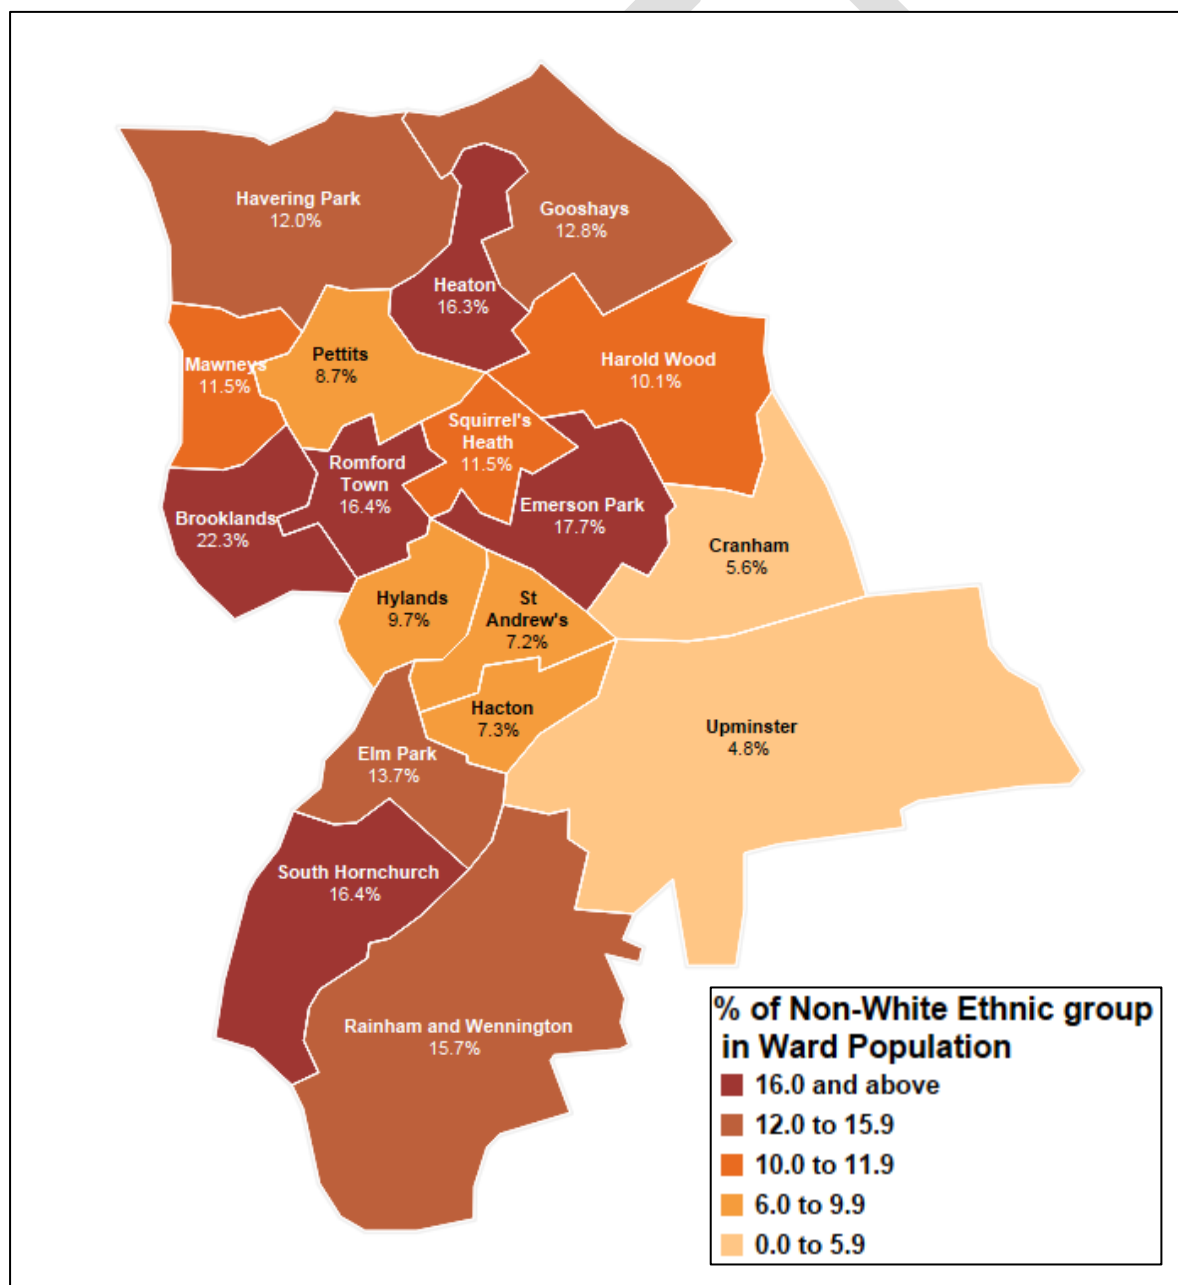 Havering Park
12.0%
Gooshays
12.8%
Heaton
16.3%
Mawneys
11.5%
Pettits
8.7%
Harold Wood
10.1%
Squirrel's
Heath
11.5%
Romford
Town
16.4%
Brooklands
22.3%
Emerson Park
17.7%
Cranham
5.6%
Hylands
9.7%
St
Andrew's
7.2%
Hacton
7.3%
Upminster
4.8%
Elm Park
13.7%
South Hornchurch
16.4%
Rainham and Wennington
15.7%
% of Non-White Ethnic group
in Ward Population
16.0 and above
12.0 to 15.9
10.0 to 11.9
6.0 to 9.9
0.0 to 5.9